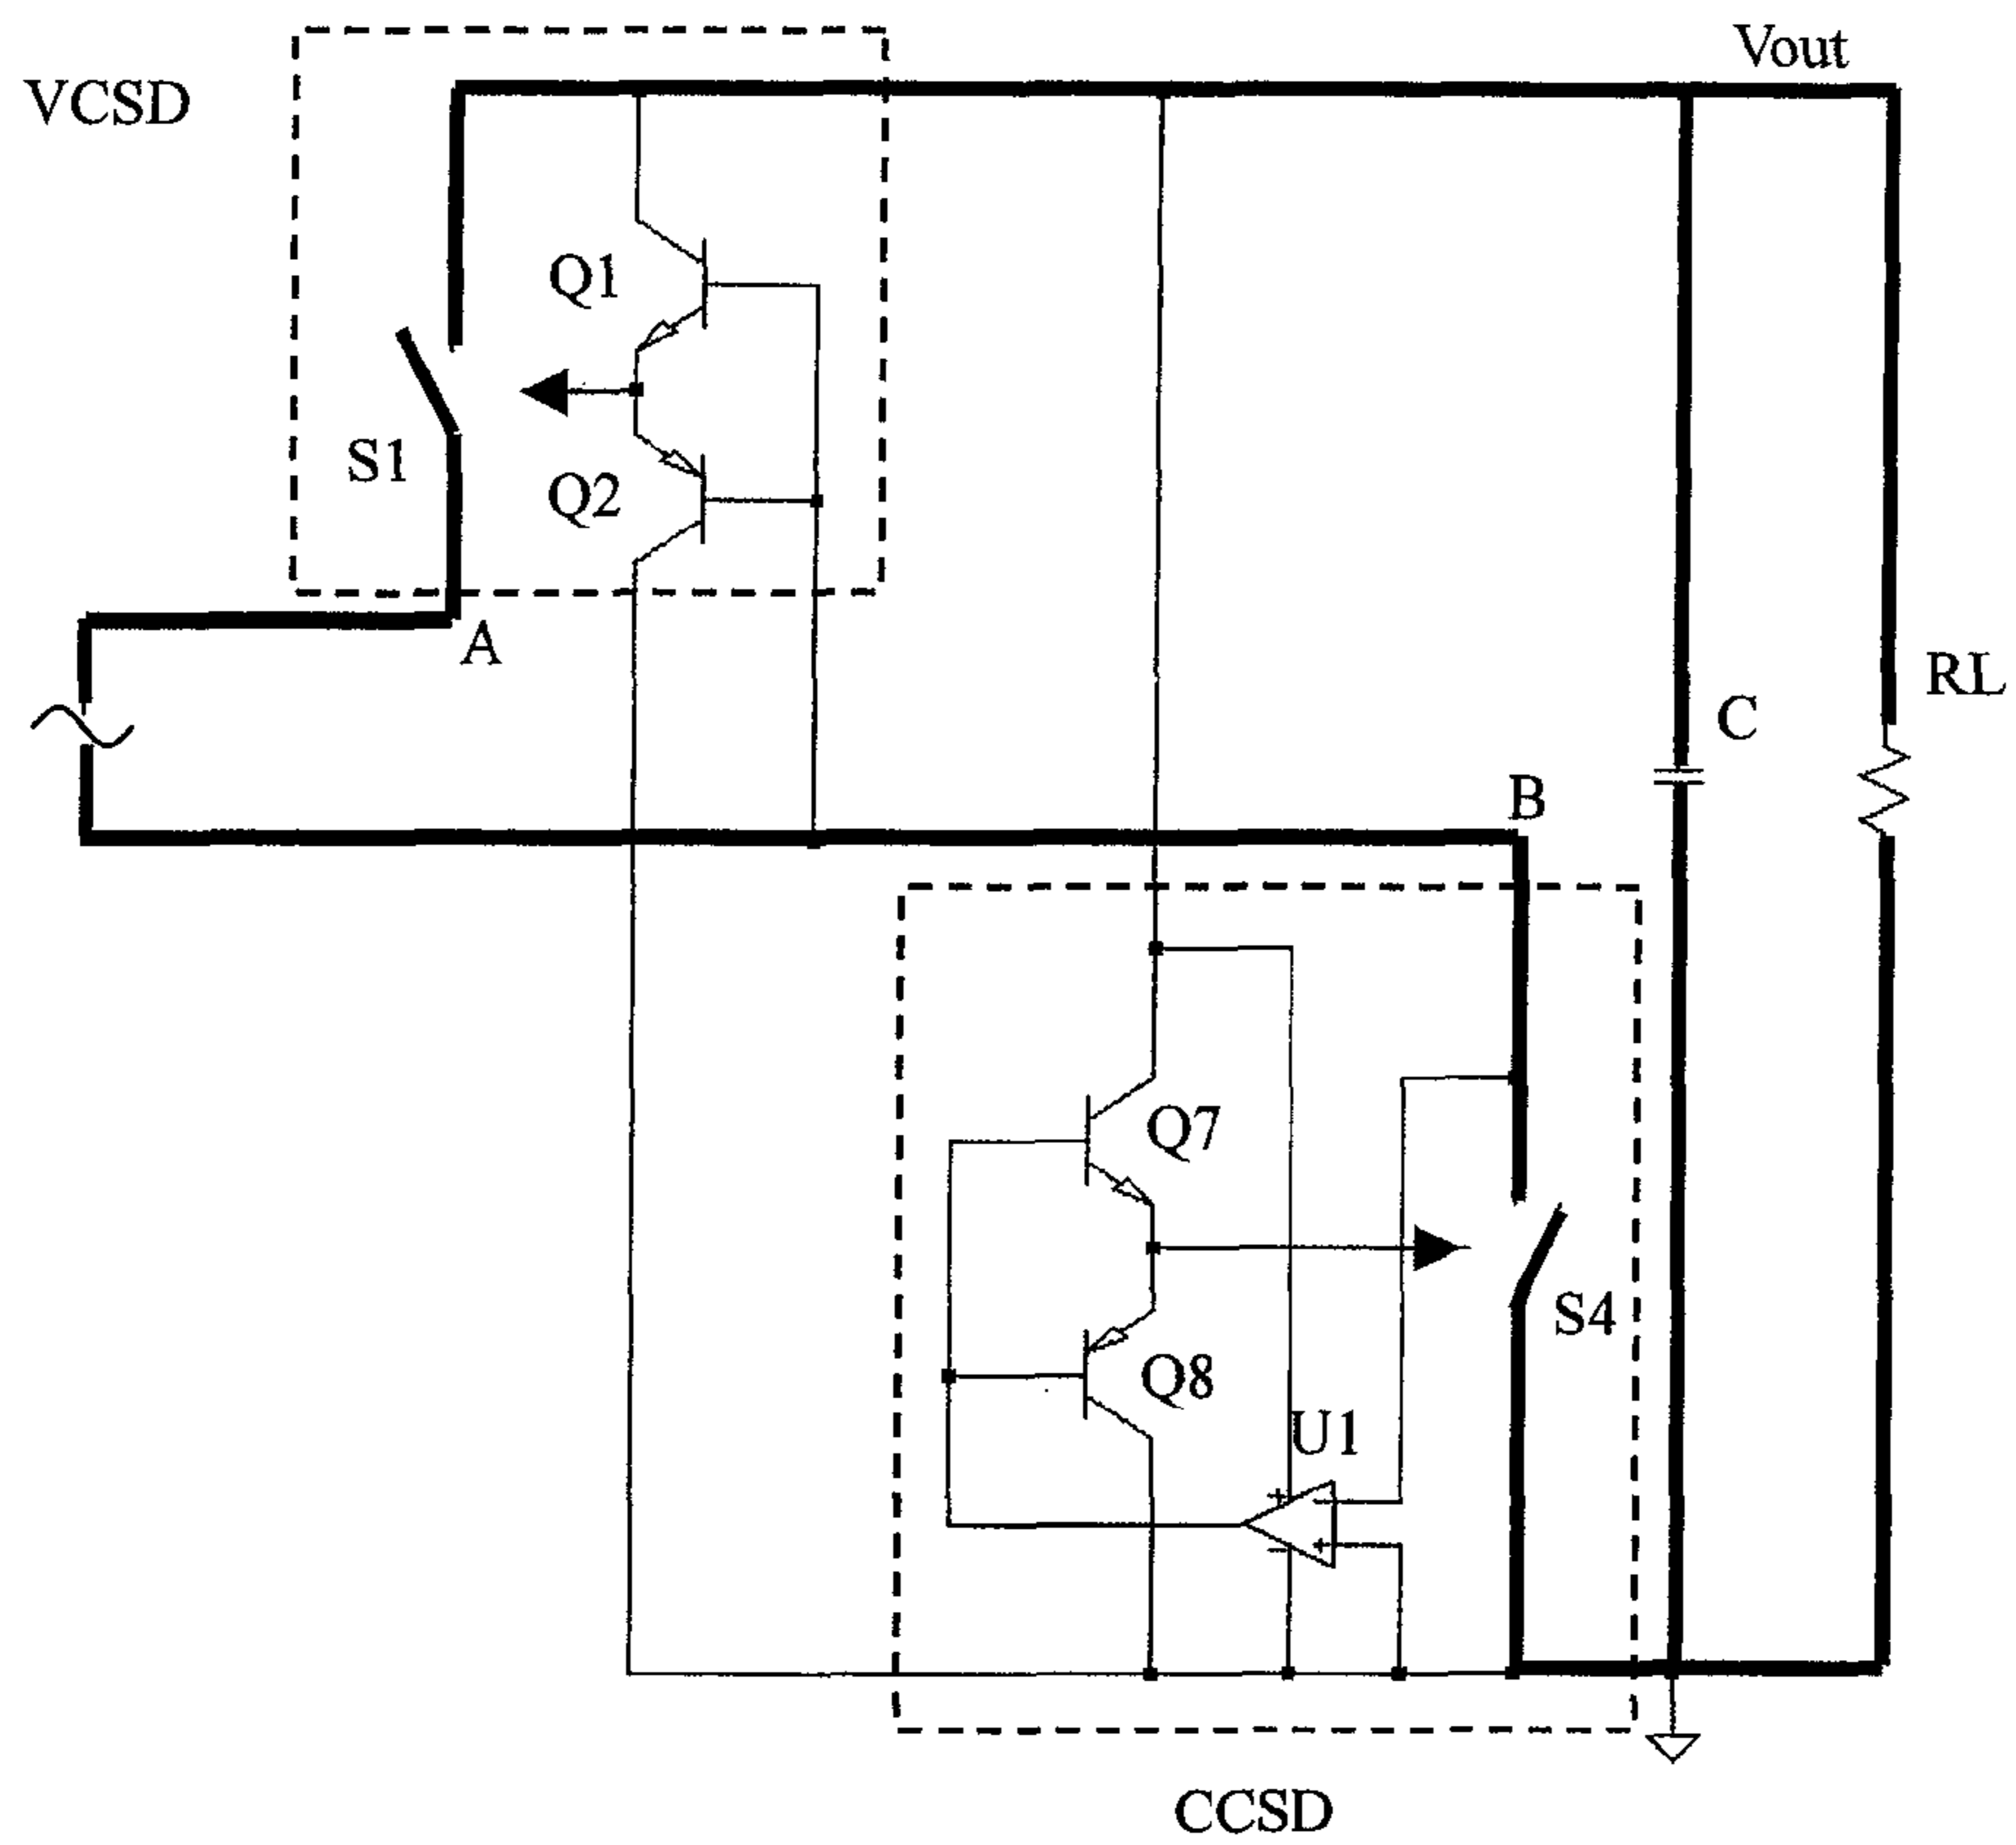 Vout
VCSD
Q1
S1
Q2
A
RL
C
B
Q7
S4
Q8
U1
+
-
-
+
CCSD